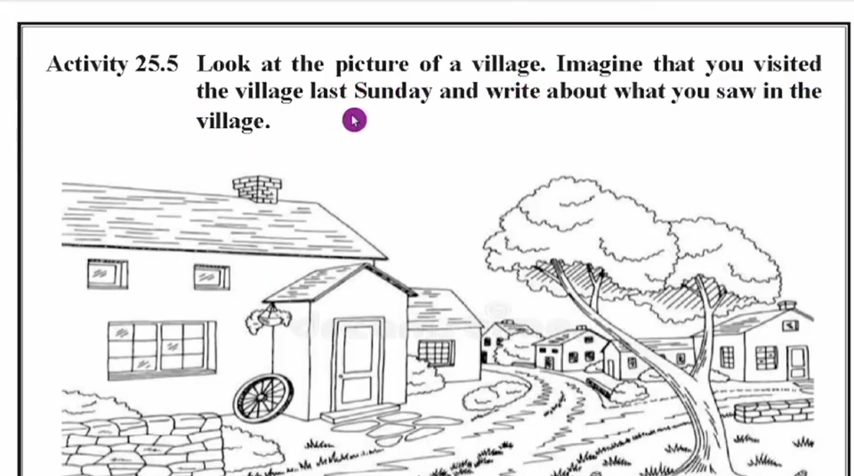 Activity 25.5 Look at the picture of a village. Imagine that you visited
the village last Sunday and write about what you saw in the
village.